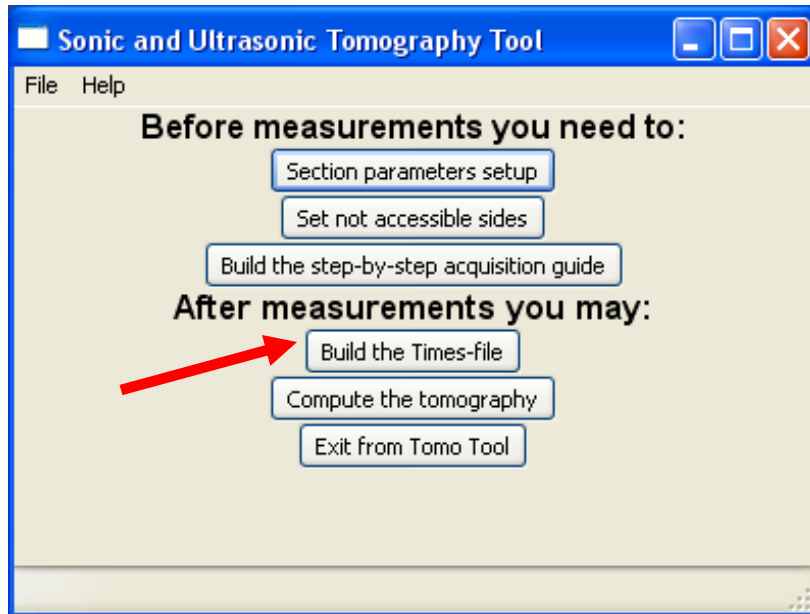 Sonic and Ultrasonic Tomography Tool
File Help
Before measurements you need to:
Section parameters setup
Set not accessible sides
Build the step-by-step acquisition guide
After measurements you may:
Build the Times-file
Compute the tomography
Exit from Tomo Tool